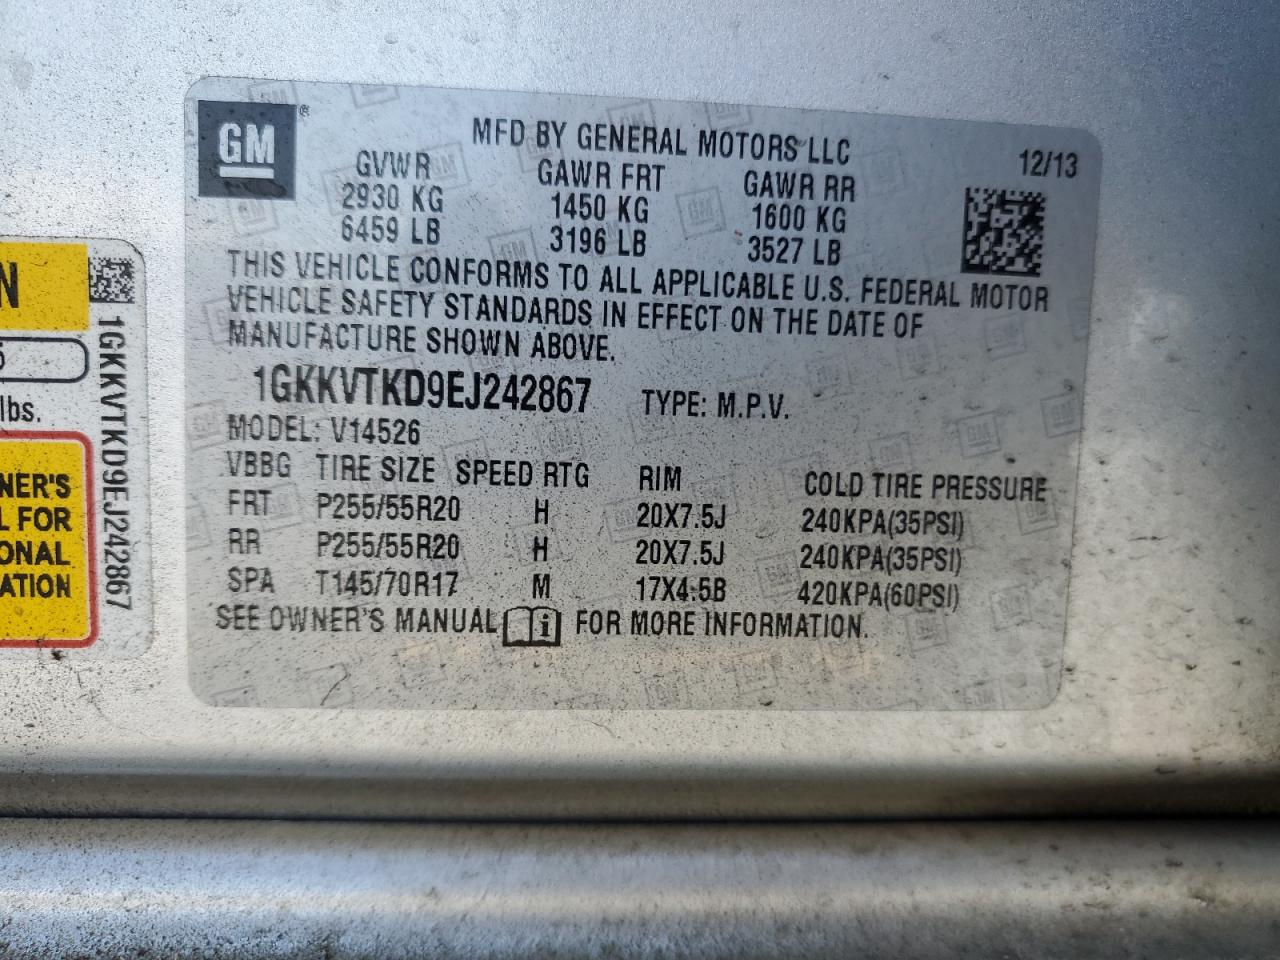 GM
MFD BY GENERAL MOTORS LLC
12/13
GVWR GAWR FRT GAWR RR
2930 KG 1450 KG 1600 KG
6459 LB 3196 LB 3527 LB
THIS VEHICLE CONFORMS TO ALL APPLICABLE U.S. FEDERAL MOTOR
VEHICLE SAFETY STANDARDS IN EFFECT ON THE DATE OF
MANUFACTURE SHOWN ABOVE.
1GKKVTKD9EJ242867 TYPE: M.P.V.
MODEL: V14526
VBBG TIRE SIZE SPEED RTG RIM COLD TIRE PRESSURE
FRT P255/55R20 H 20X7.5J 240KPA(35PSI)
RR P255/55R20 H 20X7.5J 240KPA(35PSI)
SPA T145/70R17 M 17X4.5B 420KPA(60PSI)
SEE OWNER'S MANUAL i FOR MORE INFORMATION.
N
lbs.
NER'S
L FOR
ONAL
ATION
1GKKVTKD9EJ242867